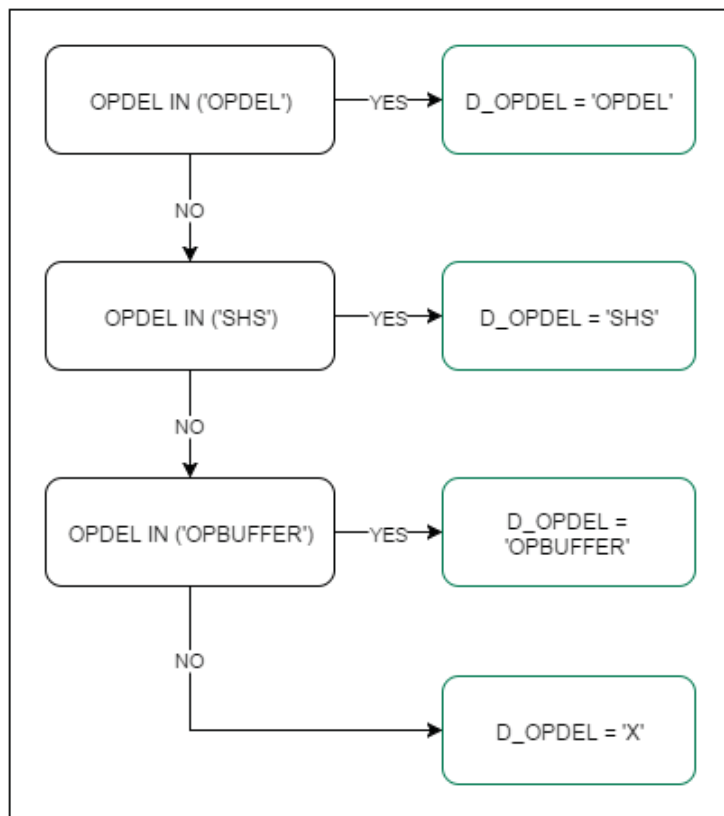 OPDEL IN ('OPDEL')
YES
D_OPDEL = 'OPDEL'
NO
OPDEL IN ('SHS')
YES
D_OPDEL = 'SHS'
NO
OPDEL IN ('OPBUFFER')
YES
D_OPDEL =
'OPBUFFER'
NO
D_OPDEL = 'X'